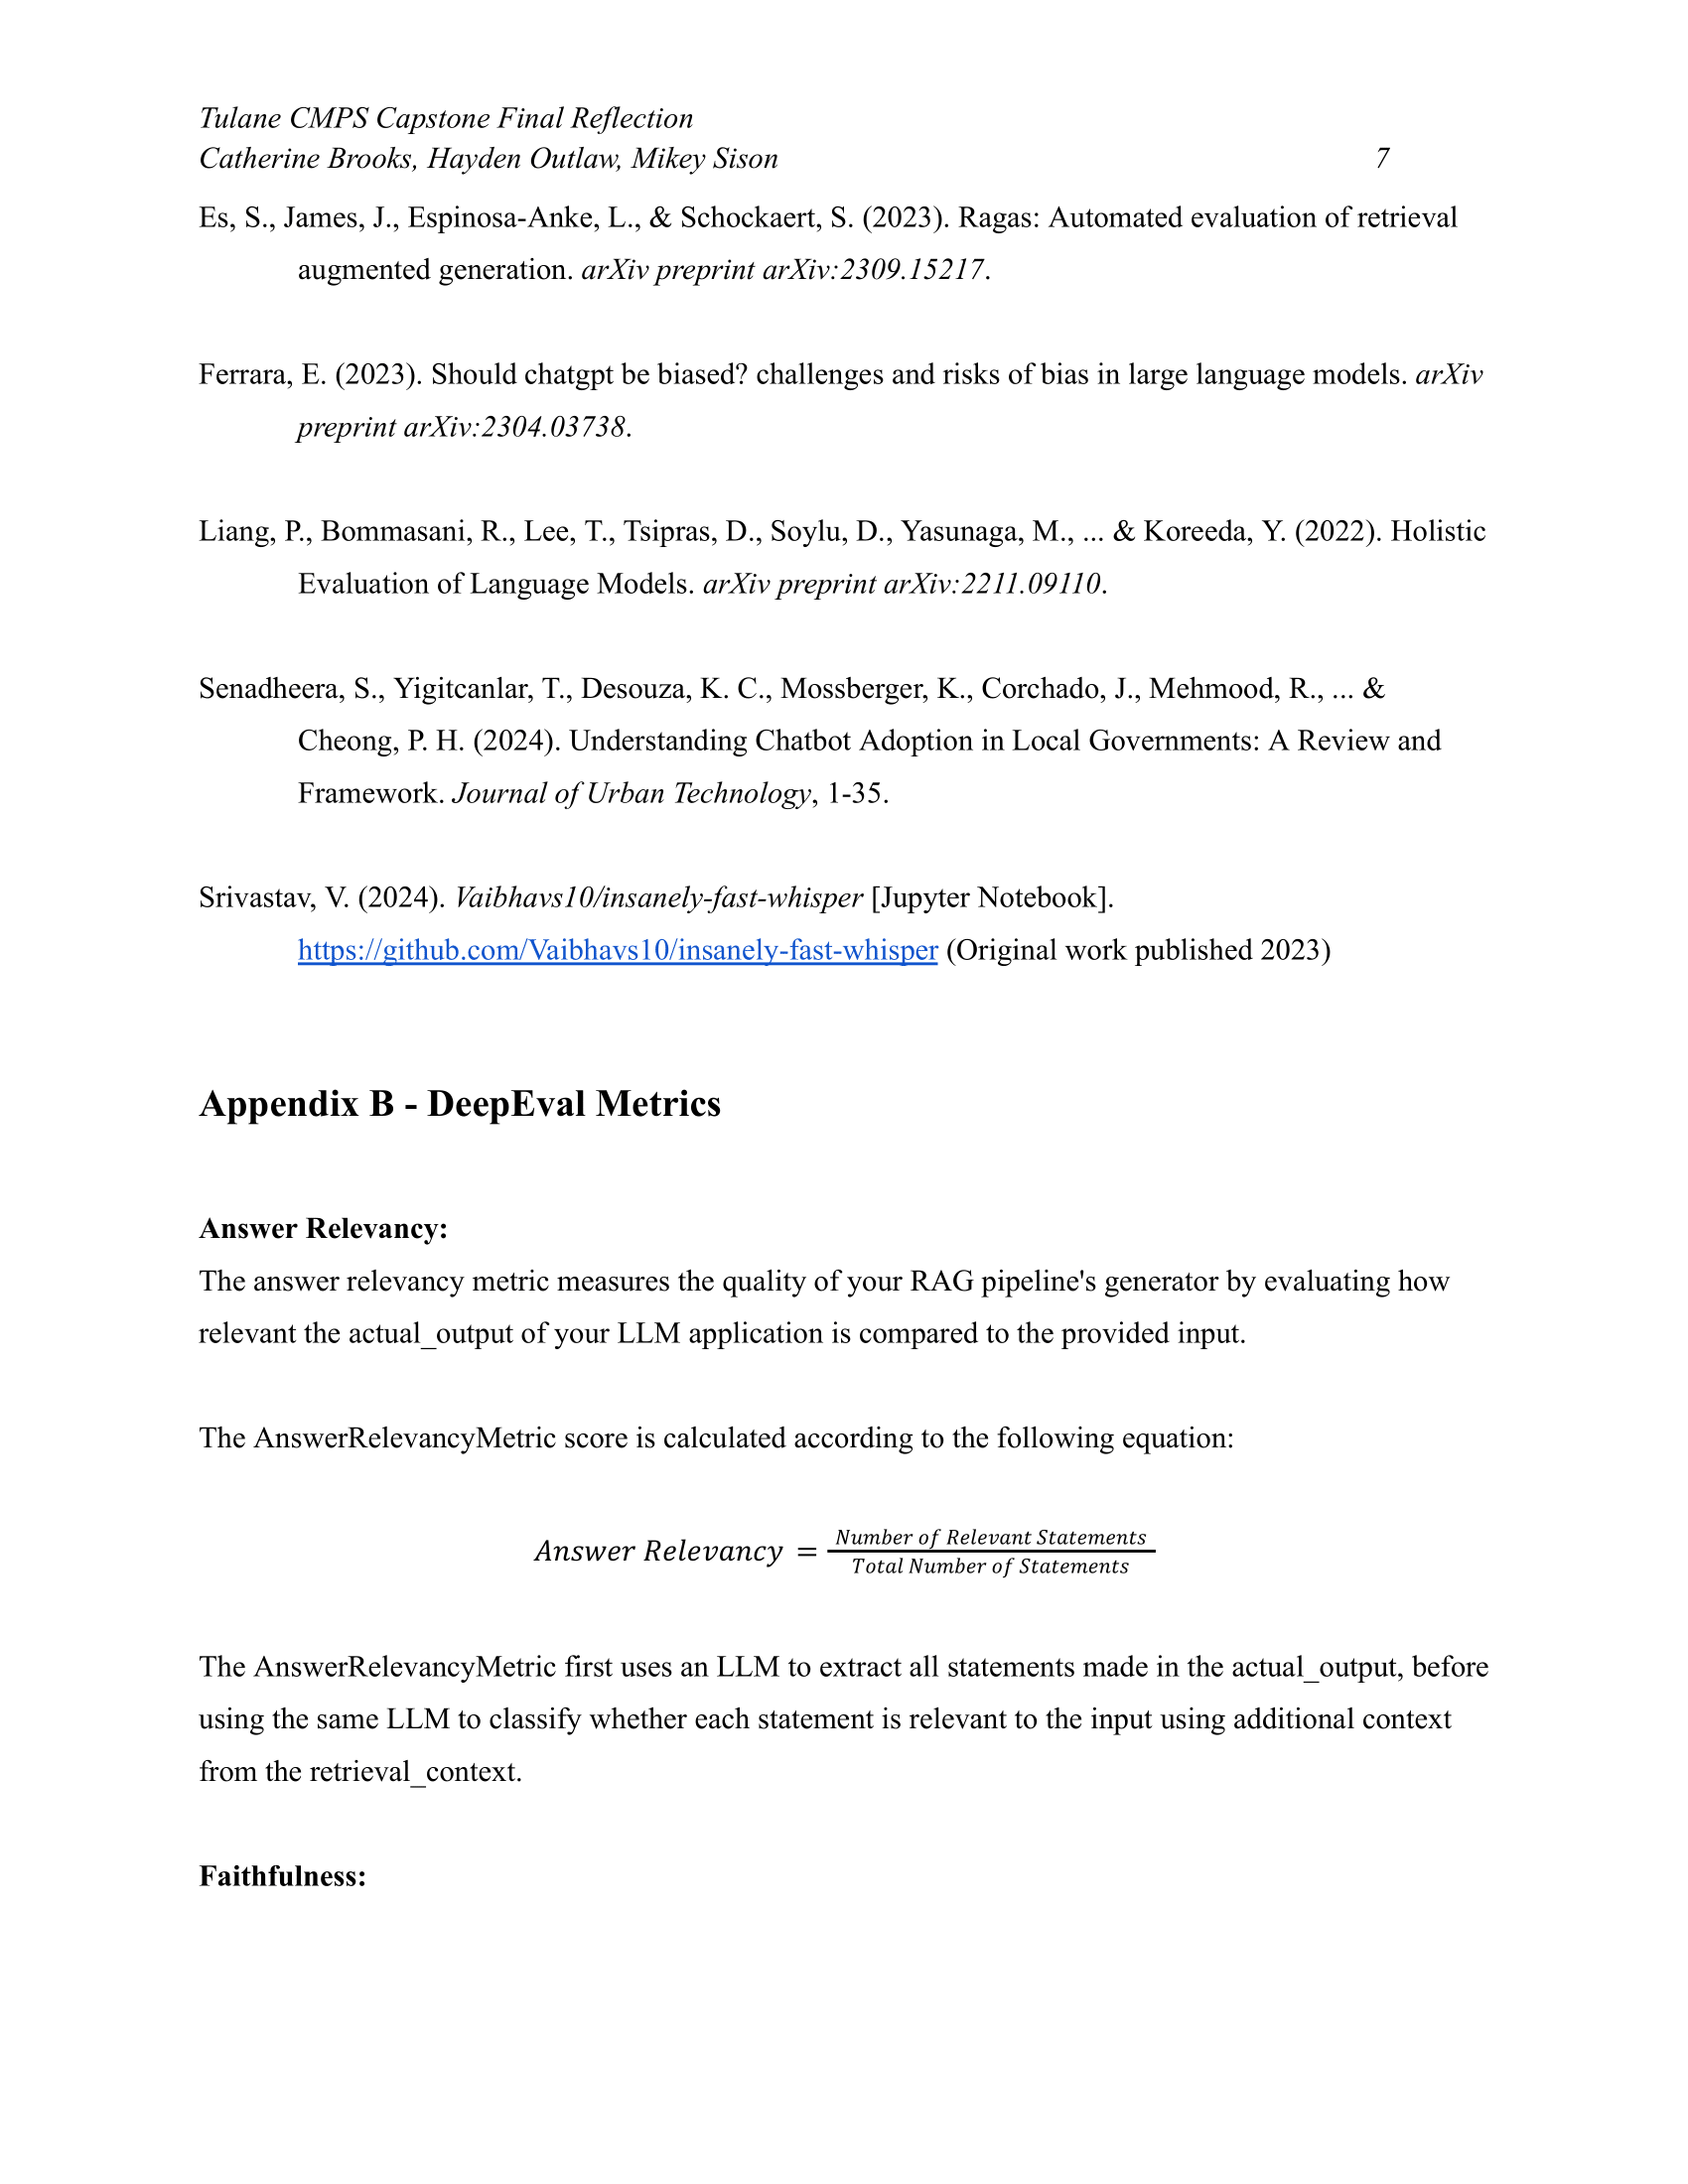 Tulane CMPS Capstone Final Reflection
Catherine Brooks, Hayden Outlaw, Mikey Sison 7
Es, S., James, J., Espinosa-Anke, L., & Schockaert, S. (2023). Ragas: Automated evaluation of retrieval
augmented generation. arXiv preprint arXiv:2309.15217.
Ferrara, E. (2023). Should chatgpt be biased? challenges and risks of bias in large language models. arXiv
preprint arXiv:2304.03738.
Liang, P., Bommasani, R., Lee, T., Tsipras, D., Soylu, D., Yasunaga, M., ... & Koreeda, Y. (2022). Holistic
Evaluation of Language Models. arXiv preprint arXiv:2211.09110.
Senadheera, S., Yigitcanlar, T., Desouza, K. C., Mossberger, K., Corchado, J., Mehmood, R., ... &
Cheong, P. H. (2024). Understanding Chatbot Adoption in Local Governments: A Review and
Framework. Journal of Urban Technology, 1-35.
Srivastav, V. (2024). Vaibhavs10/insanely-fast-whisper [Jupyter Notebook].
https://github.com/Vaibhavs10/insanely-fast-whisper (Original work published 2023)
Appendix B - DeepEval Metrics
Answer Relevancy:
The answer relevancy metric measures the quality of your RAG pipeline's generator by evaluating how
relevant the actual_output of your LLM application is compared to the provided input.
The AnswerRelevancyMetric score is calculated according to the following equation:
Answer Relevancy = Number of Relevant Statements
Total Number of Statements
The AnswerRelevancyMetric first uses an LLM to extract all statements made in the actual_output, before
using the same LLM to classify whether each statement is relevant to the input using additional context
from the retrieval_context.
Faithfulness: